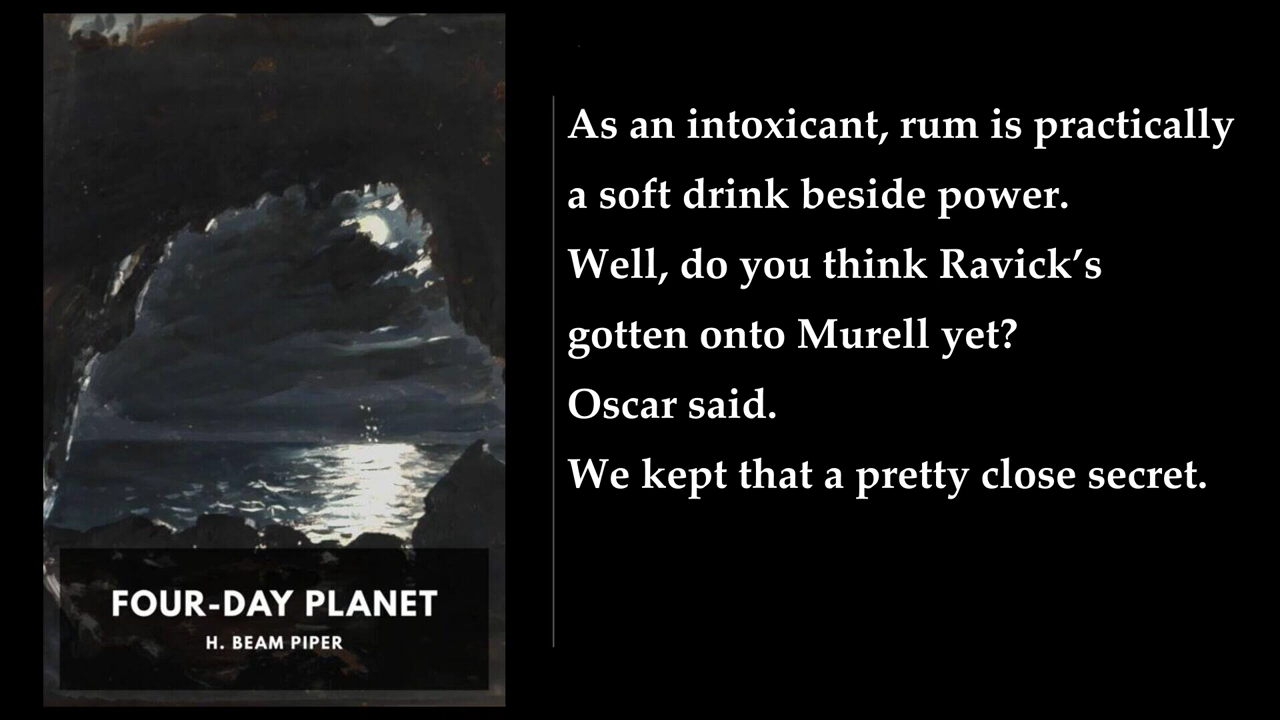 FOUR-DAY PLANET
H. BEAM PIPER
As an intoxicant, rum is practically
a soft drink beside power.
Well, do you think Ravick’s
gotten onto Murell yet?
Oscar said.
We kept that a pretty close secret.